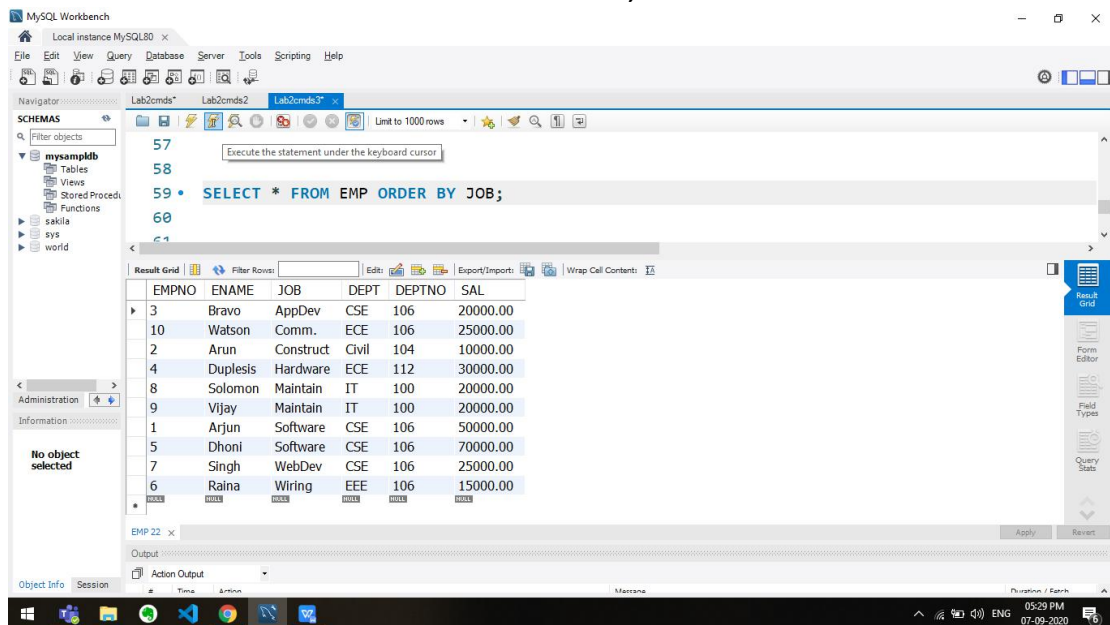 MySQL Workbench
Local instance MySQL80 ×
File Edit View Query Database Server Tools Scripting Help
Navigator Lab2cmds* Lab2cmds2 Lab2cmds3* ×
SCHEMAS
Filter objects
Limit to 1000 rows
mysampldb
Tables
Views
Stored Procedu
Functions
sakila
sys
world
57
Execute the statement under the keyboard cursor
58
59 SELECT * FROM EMP ORDER BY JOB;
60
61
Result Grid Filter Rows: Edit: Export/Import: Wrap Cell Content: IA
EMPNO ENAME JOB DEPT DEPTNO SAL
3 Bravo AppDev CSE 106 20000.00
10 Watson Comm. ECE 106 25000.00
2 Arun Construct Civil 104 10000.00
4 Duplesis Hardware ECE 112 30000.00
8 Solomon Maintain IT 100 20000.00
9 Vijay Maintain IT 100 20000.00
1 Arjun Software CSE 106 50000.00
5 Dhoni Software CSE 106 70000.00
7 Singh WebDev CSE 106 25000.00
6 Raina Wiring EEE 106 15000.00
* NULL NULL NULL NULL NULL NULL
Result Grid
Form Editor
Field Types
Query Stats
Administration
Information
No object selected
EMP 22 ×
Apply Revert
Output
Action Output
Object Info Session
# Time Action Message Duration / Fetch
ENG 05:29 PM
07-09-2020
6